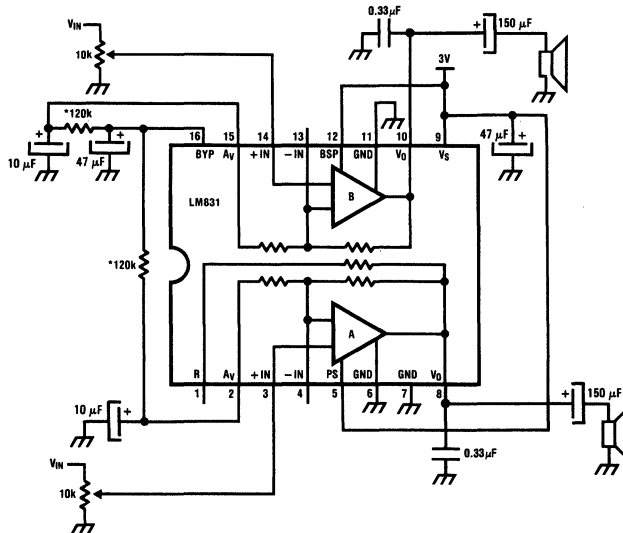 0.33 μF
150 μF
VIN
10k
3V
*120k
10 μF
47 μF
16 15 14 13 12 11 10 9
BYP AV +IN −IN BSP GND VO VS
47 μF
LM831
B
*120k
A
R AV +IN −IN PS GND GND VO
1 2 3 4 5 6 7 8
10 μF
150 μF
VIN
10k
0.33μF